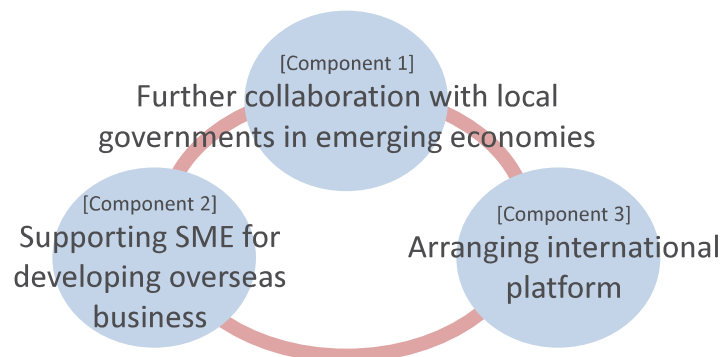 [Component 1]
Further collaboration with local
governments in emerging economies
[Component 2]
Supporting SME for
developing overseas
business
[Component 3]
Arranging international
platform